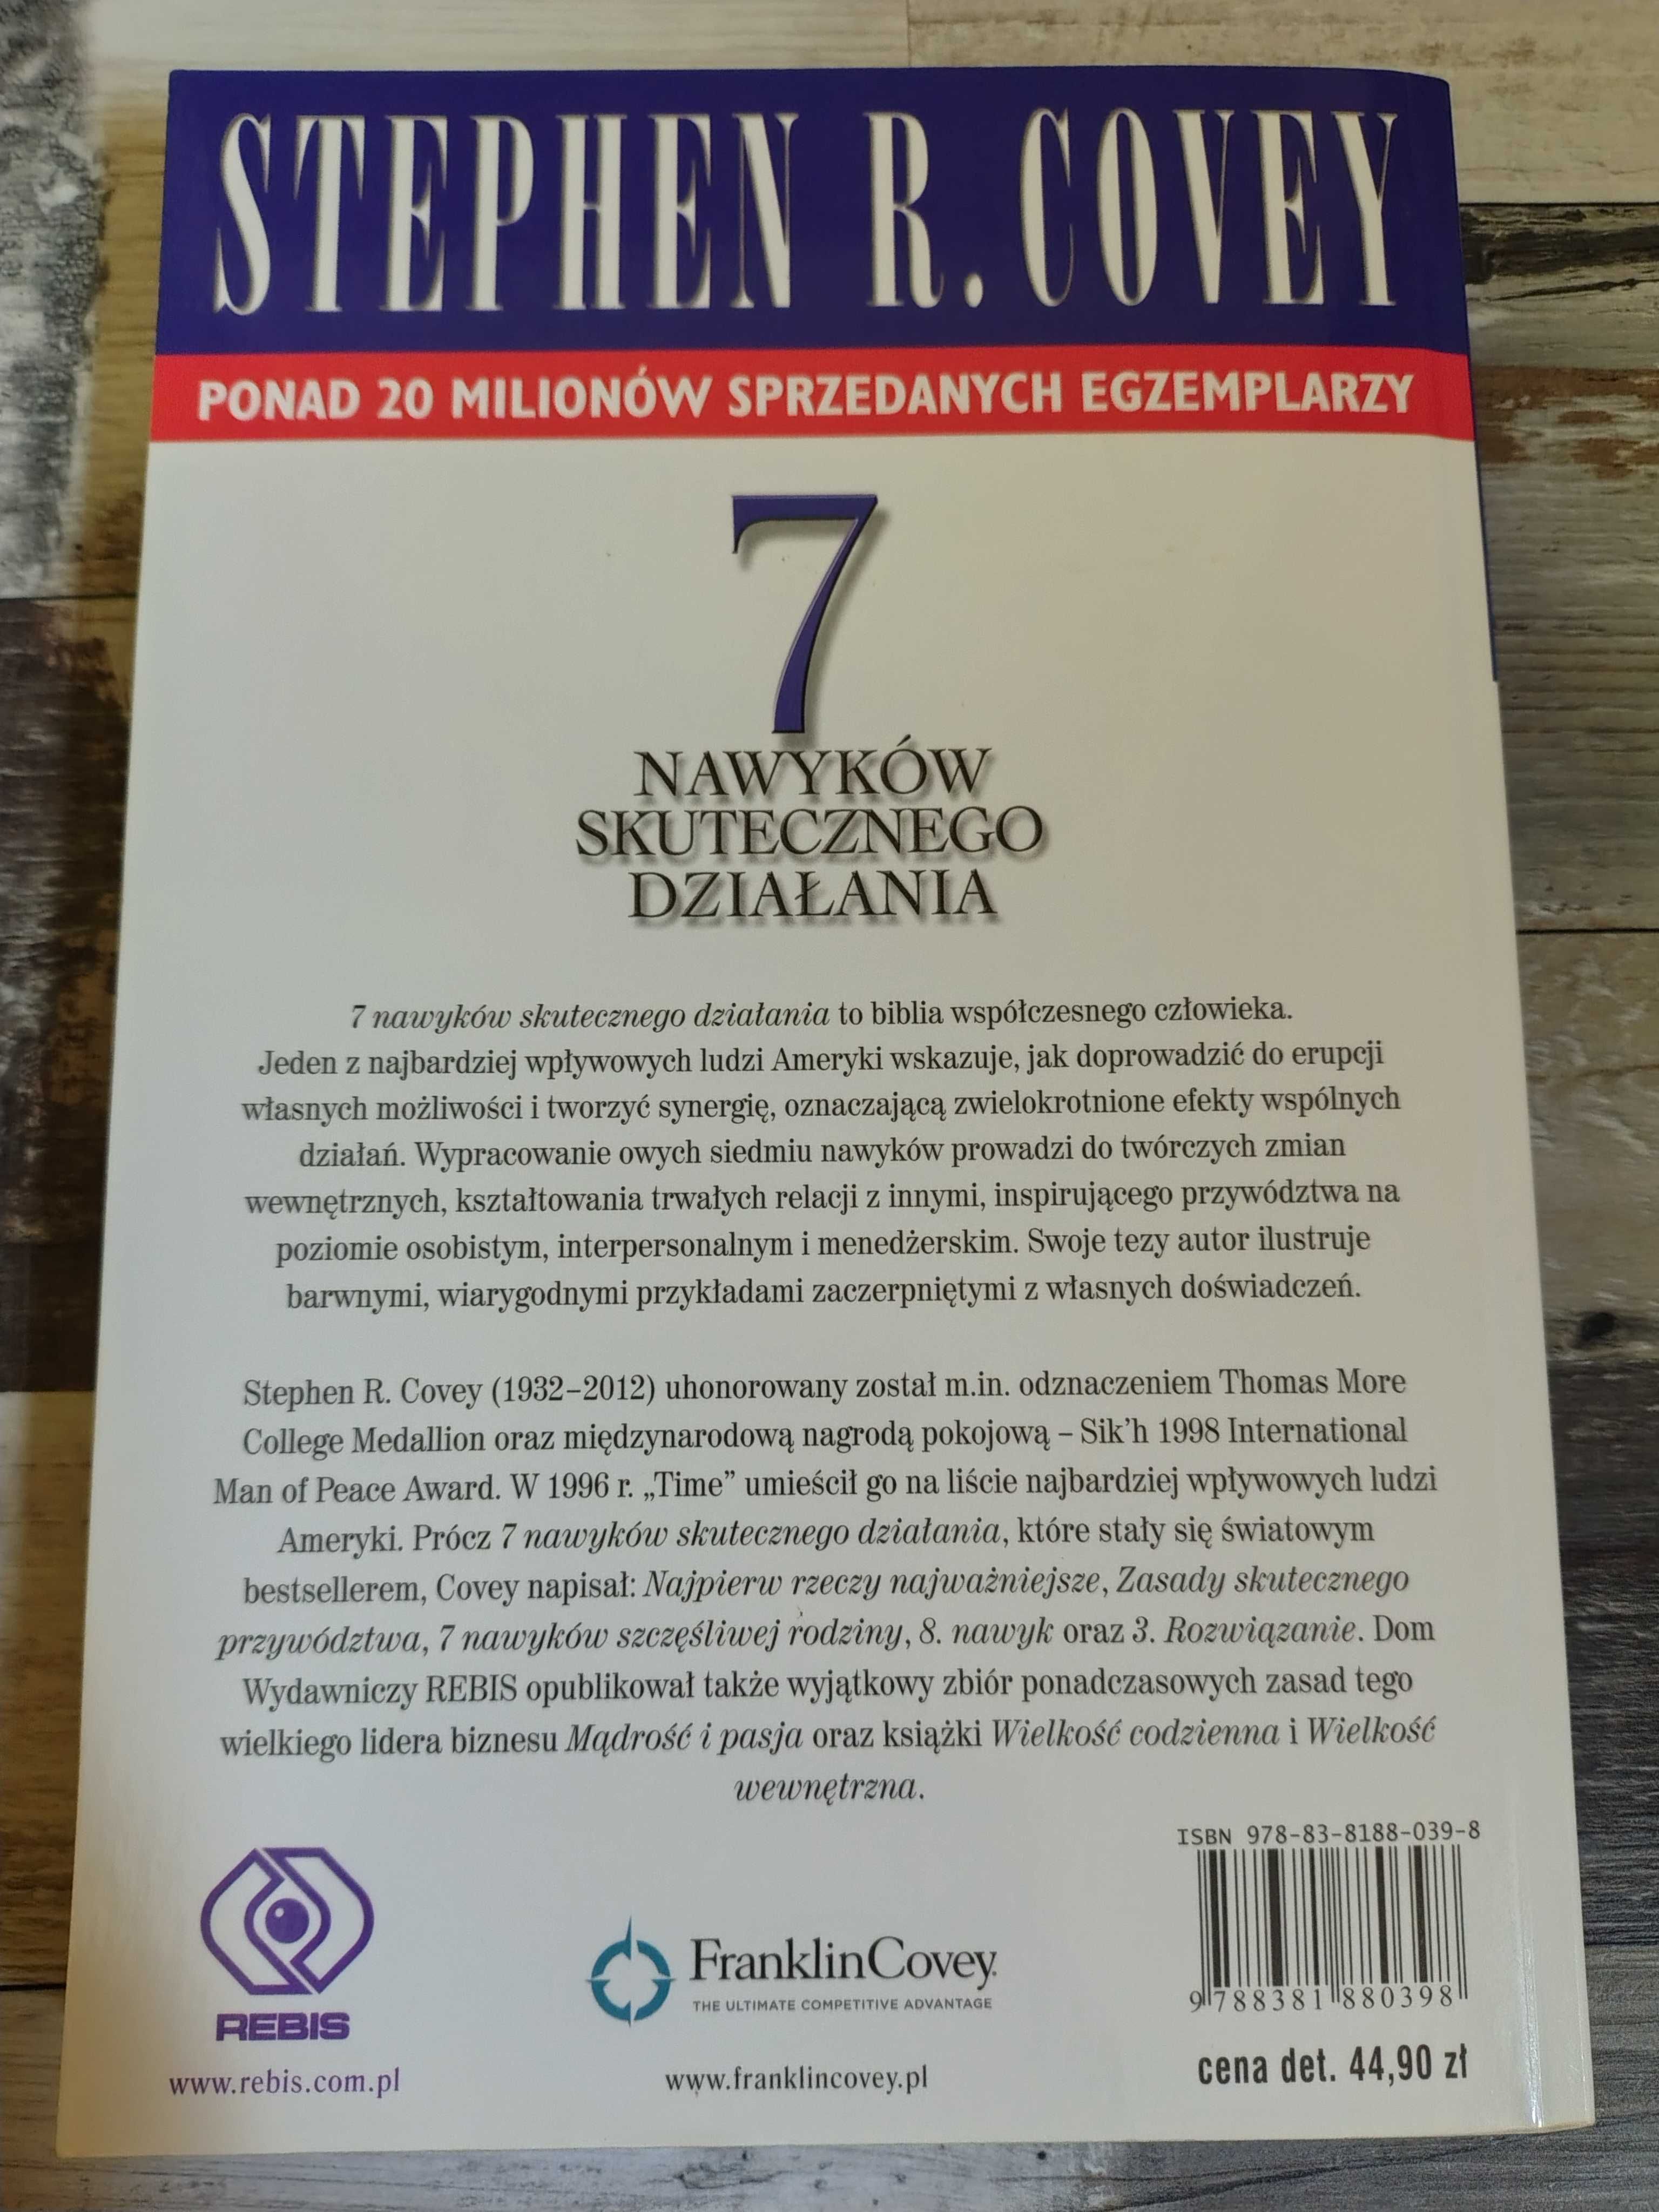 STEPHEN R. COVEY
PONAD 20 MILIONÓW SPRZEDANYCH EGZEMPLARZY
7
NAWYKÓW
SKUTECZNEGO
DZIAŁANIA
7 nawyków skutecznego działania to biblia współczesnego człowieka.
Jeden z najbardziej wpływowych ludzi Ameryki wskazuje, jak doprowadzić do erupcji
własnych możliwości i tworzyć synergię, oznaczającą zwielokrotnione efekty wspólnych
działań. Wypracowanie owych siedmiu nawyków prowadzi do twórczych zmian
wewnętrznych, kształtowania trwałych relacji z innymi, inspirującego przywództwa na
poziomie osobistym, interpersonalnym i menedżerskim. Swoje tezy autor ilustruje
barwnymi, wiarygodnymi przykładami zaczerpniętymi z własnych doświadczeń.
Stephen R. Covey (1932–2012) uhonorowany został m.in. odznaczeniem Thomas More
College Medallion oraz międzynarodową nagrodą pokojową – Sik'h 1998 International
Man of Peace Award. W 1996 r. „Time” umieścił go na liście najbardziej wpływowych ludzi
Ameryki. Prócz 7 nawyków skutecznego działania, które stały się światowym
bestsellerem, Covey napisał: Najpierw rzeczy najważniejsze, Zasady skutecznego
przywództwa, 7 nawyków szczęśliwej rodziny, 8. nawyk oraz 3. Rozwiązanie. Dom
Wydawniczy REBIS opublikował także wyjątkowy zbiór ponadczasowych zasad tego
wielkiego lidera biznesu Mądrość i pasja oraz książki Wielkość codzienna i Wielkość
wewnętrzna.
ISBN 978-83-8188-039-8
9 788381 880398
cena det. 44,90 zł
REBIS
www.rebis.com.pl
FranklinCovey.
THE ULTIMATE COMPETITIVE ADVANTAGE
www.franklincovey.pl